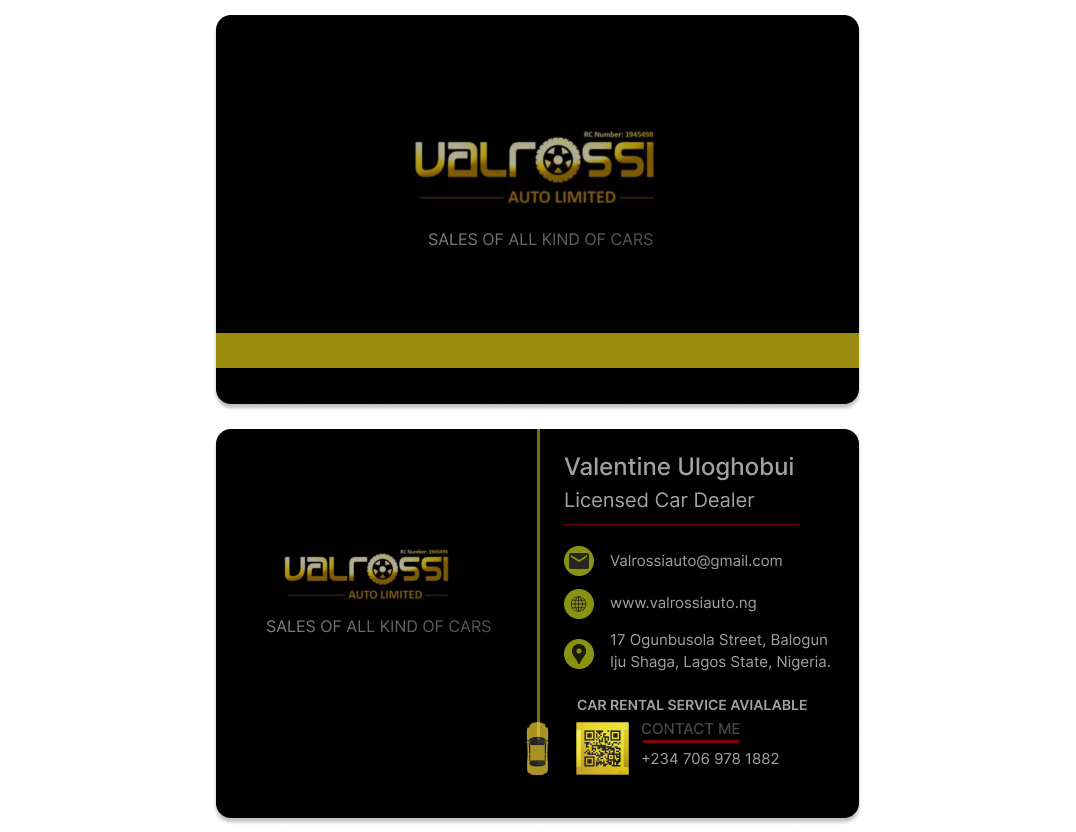 RC Number: 1945498
VALROSSI
AUTO LIMITED
SALES OF ALL KIND OF CARS
RC Number: 1945498
VALROSSI
AUTO LIMITED
SALES OF ALL KIND OF CARS
Valentine Uloghobui
Licensed Car Dealer
Valrossiauto@gmail.com
www.valrossiauto.ng
17 Ogunbusola Street, Balogun
Iju Shaga, Lagos State, Nigeria.
CAR RENTAL SERVICE AVIALABLE
CONTACT ME
+234 706 978 1882